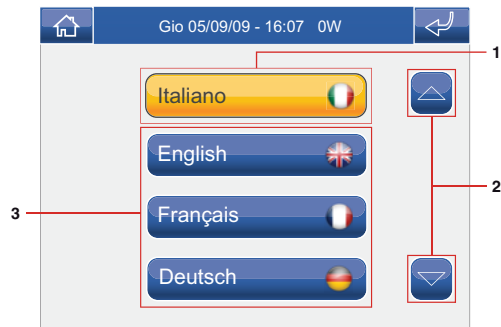 Gio 05/09/09 - 16:07 0W
1
Italiano
English
2
3
Français
Deutsch